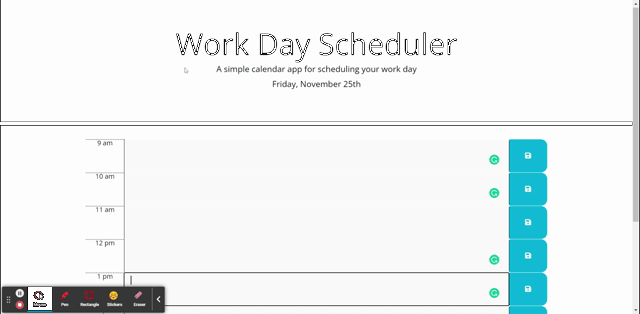 Work Day Scheduler
A simple calendar app for scheduling your work day
Friday, November 25th
9 am
10 am
11 am
12 pm
1 pm
Pen
Rectangle
Stickers
Eraser